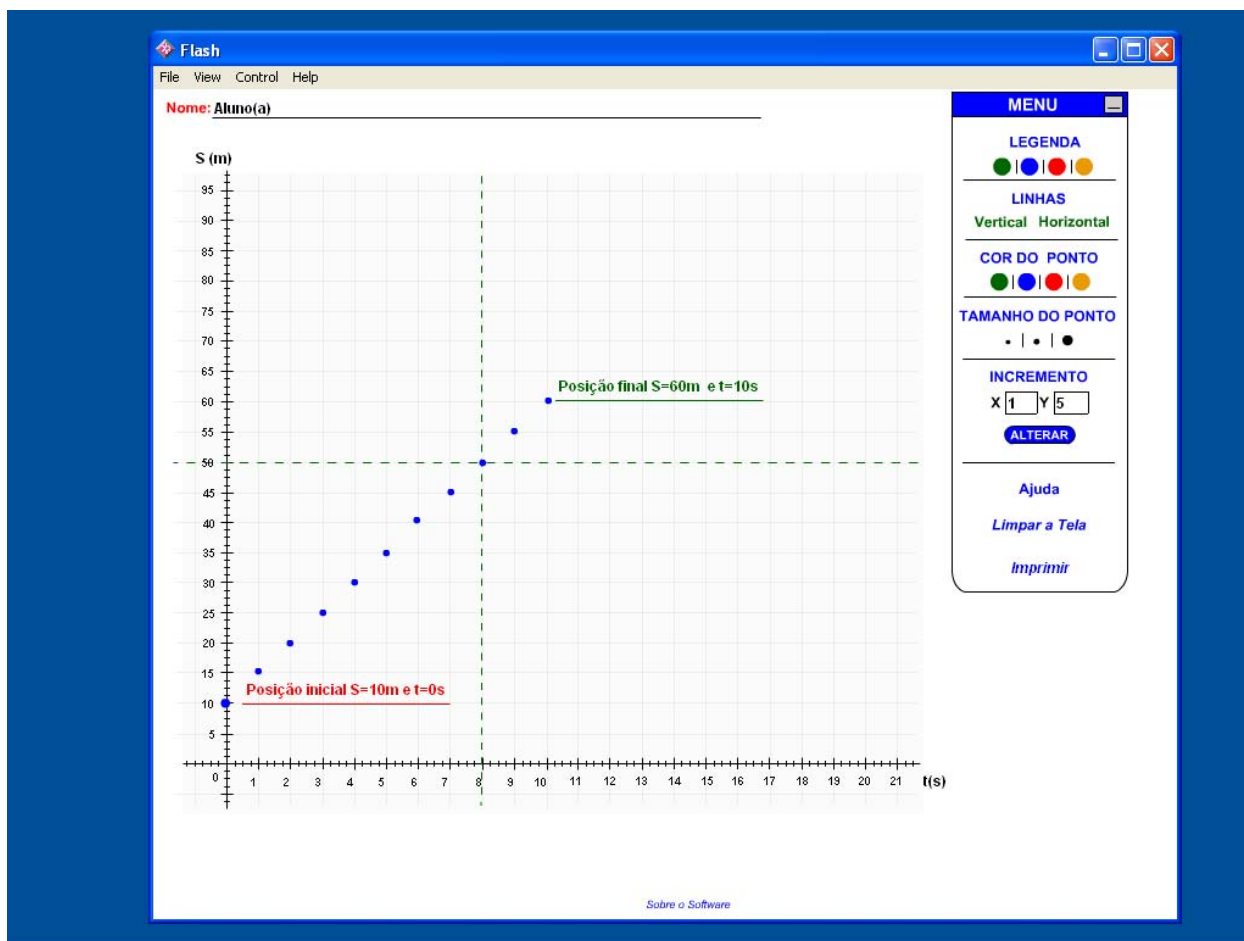 Flash
File View Control Help
Nome: Aluno(a)
S (m)
95
90
85
80
75
70
65
60
55
50
45
40
35
30
25
20
15
10
5
0 1 2 3 4 5 6 7 8 9 10 11 12 13 14 15 16 17 18 19 20 21 t(s)
Posição final S=60m e t=10s
Posição inicial S=10m e t=0s
MENU
LEGENDA
LINHAS
Vertical Horizontal
COR DO PONTO
TAMANHO DO PONTO
INCREMENTO
X 1 Y 5
ALTERAR
Ajuda
Limpar a Tela
Imprimir
Sobre o Software